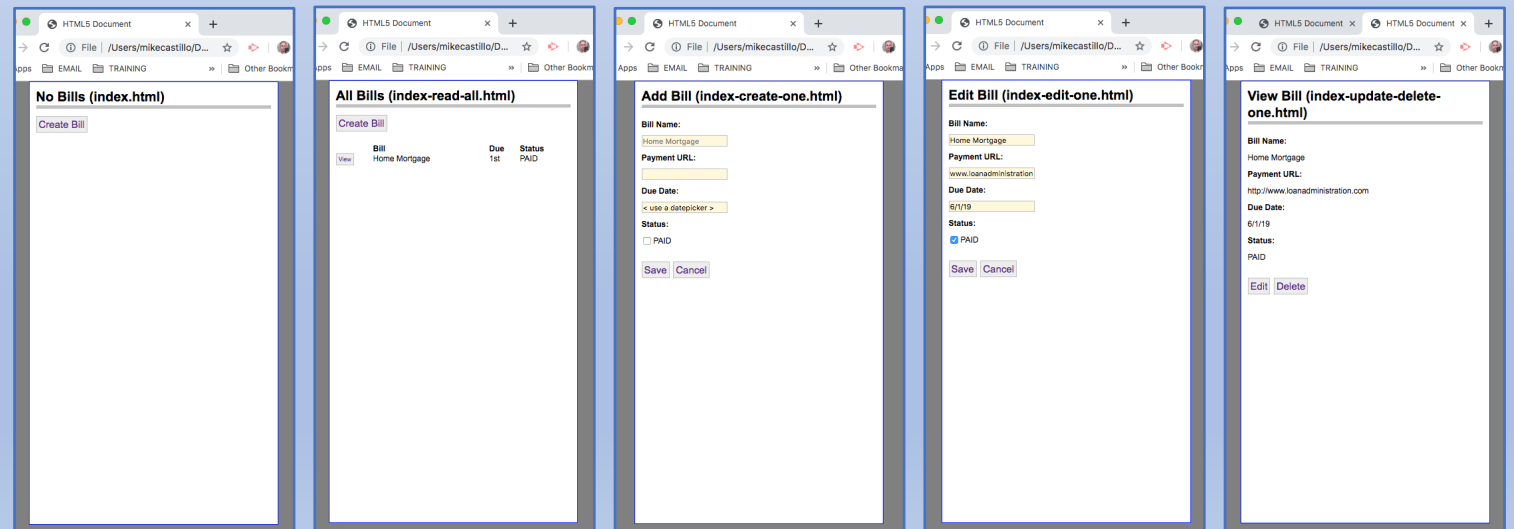 HTML5 Document × +
File | /Users/mikecastillo/D...
Apps EMAIL TRAINING » Other Bookm
No Bills (index.html)
Create Bill
HTML5 Document × +
File | /Users/mikecastillo/D...
Apps EMAIL TRAINING » Other Bookm
All Bills (index-read-all.html)
Create Bill
Bill Due Status
View Home Mortgage 1st PAID
HTML5 Document × +
File | /Users/mikecastillo/D...
Apps EMAIL TRAINING » Other Bookma
Add Bill (index-create-one.html)
Bill Name:
Home Mortgage
Payment URL:
Due Date:
< use a datepicker >
Status:
PAID
Save Cancel
HTML5 Document × +
File | /Users/mikecastillo/D...
Apps EMAIL TRAINING » Other Bookm
Edit Bill (index-edit-one.html)
Bill Name:
Home Mortgage
Payment URL:
www.loanadministration
Due Date:
6/1/19
Status:
PAID
Save Cancel
HTML5 Document × HTML5 Document × +
File | /Users/mikecastillo/D...
Apps EMAIL TRAINING » Other Bookm
View Bill (index-update-delete-
one.html)
Bill Name:
Home Mortgage
Payment URL:
http://www.loanadministration.com
Due Date:
6/1/19
Status:
PAID
Edit Delete